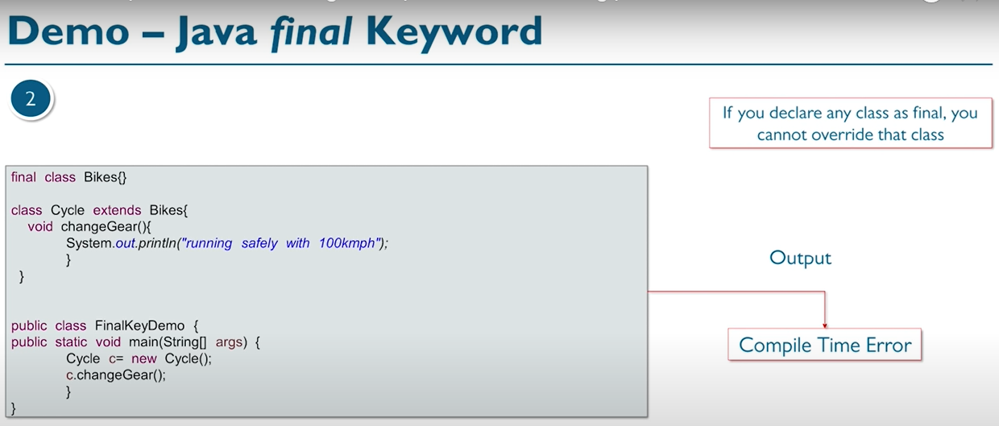 Demo – Java final Keyword
2
If you declare any class as final, you
cannot override that class
final class Bikes{}
class Cycle extends Bikes{
void changeGear(){
System.out.println("running safely with 100kmph");
}
}
public class FinalKeyDemo {
public static void main(String[] args) {
Cycle c= new Cycle();
c.changeGear();
}
}
Output
Compile Time Error